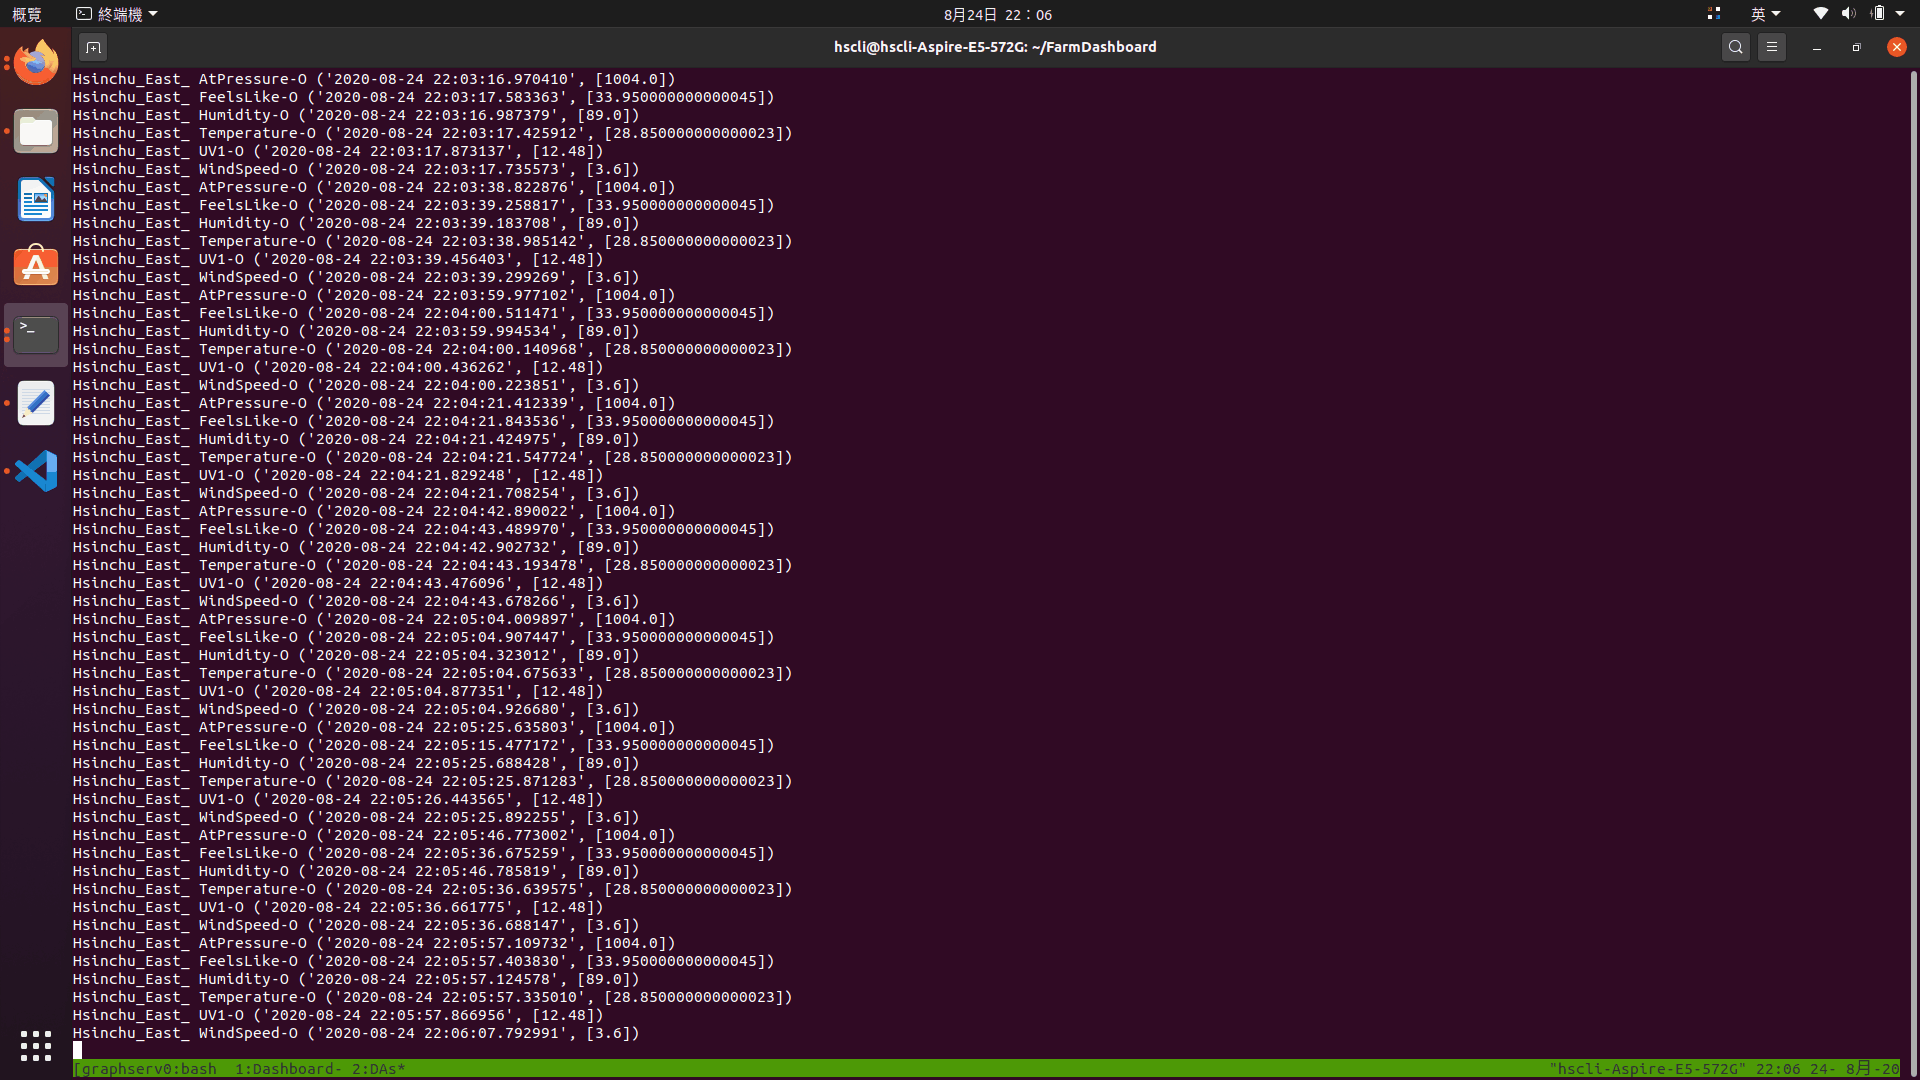 概覽
終端機
8月24日 22：06
英
hscli@hscli-Aspire-E5-572G: ~/FarmDashboard
Hsinchu_East_ AtPressure-O ('2020-08-24 22:03:16.970410', [1004.0])
Hsinchu_East_ FeelsLike-O ('2020-08-24 22:03:17.583363', [33.950000000000045])
Hsinchu_East_ Humidity-O ('2020-08-24 22:03:16.987379', [89.0])
Hsinchu_East_ Temperature-O ('2020-08-24 22:03:17.425912', [28.850000000000023])
Hsinchu_East_ UV1-O ('2020-08-24 22:03:17.873137', [12.48])
Hsinchu_East_ WindSpeed-O ('2020-08-24 22:03:17.735573', [3.6])
Hsinchu_East_ AtPressure-O ('2020-08-24 22:03:38.822876', [1004.0])
Hsinchu_East_ FeelsLike-O ('2020-08-24 22:03:39.258817', [33.950000000000045])
Hsinchu_East_ Humidity-O ('2020-08-24 22:03:39.183708', [89.0])
Hsinchu_East_ Temperature-O ('2020-08-24 22:03:38.985142', [28.850000000000023])
Hsinchu_East_ UV1-O ('2020-08-24 22:03:39.456403', [12.48])
Hsinchu_East_ WindSpeed-O ('2020-08-24 22:03:39.299269', [3.6])
Hsinchu_East_ AtPressure-O ('2020-08-24 22:03:59.977102', [1004.0])
Hsinchu_East_ FeelsLike-O ('2020-08-24 22:04:00.511471', [33.950000000000045])
Hsinchu_East_ Humidity-O ('2020-08-24 22:03:59.994534', [89.0])
Hsinchu_East_ Temperature-O ('2020-08-24 22:04:00.140968', [28.850000000000023])
Hsinchu_East_ UV1-O ('2020-08-24 22:04:00.436262', [12.48])
Hsinchu_East_ WindSpeed-O ('2020-08-24 22:04:00.223851', [3.6])
Hsinchu_East_ AtPressure-O ('2020-08-24 22:04:21.412339', [1004.0])
Hsinchu_East_ FeelsLike-O ('2020-08-24 22:04:21.843536', [33.950000000000045])
Hsinchu_East_ Humidity-O ('2020-08-24 22:04:21.424975', [89.0])
Hsinchu_East_ Temperature-O ('2020-08-24 22:04:21.547724', [28.850000000000023])
Hsinchu_East_ UV1-O ('2020-08-24 22:04:21.829248', [12.48])
Hsinchu_East_ WindSpeed-O ('2020-08-24 22:04:21.708254', [3.6])
Hsinchu_East_ AtPressure-O ('2020-08-24 22:04:42.890022', [1004.0])
Hsinchu_East_ FeelsLike-O ('2020-08-24 22:04:43.489970', [33.950000000000045])
Hsinchu_East_ Humidity-O ('2020-08-24 22:04:42.902732', [89.0])
Hsinchu_East_ Temperature-O ('2020-08-24 22:04:43.193478', [28.850000000000023])
Hsinchu_East_ UV1-O ('2020-08-24 22:04:43.476096', [12.48])
Hsinchu_East_ WindSpeed-O ('2020-08-24 22:04:43.678266', [3.6])
Hsinchu_East_ AtPressure-O ('2020-08-24 22:05:04.009897', [1004.0])
Hsinchu_East_ FeelsLike-O ('2020-08-24 22:05:04.907447', [33.950000000000045])
Hsinchu_East_ Humidity-O ('2020-08-24 22:05:04.323012', [89.0])
Hsinchu_East_ Temperature-O ('2020-08-24 22:05:04.675633', [28.850000000000023])
Hsinchu_East_ UV1-O ('2020-08-24 22:05:04.877351', [12.48])
Hsinchu_East_ WindSpeed-O ('2020-08-24 22:05:04.926680', [3.6])
Hsinchu_East_ AtPressure-O ('2020-08-24 22:05:25.635803', [1004.0])
Hsinchu_East_ FeelsLike-O ('2020-08-24 22:05:15.477172', [33.950000000000045])
Hsinchu_East_ Humidity-O ('2020-08-24 22:05:25.688428', [89.0])
Hsinchu_East_ Temperature-O ('2020-08-24 22:05:25.871283', [28.850000000000023])
Hsinchu_East_ UV1-O ('2020-08-24 22:05:26.443565', [12.48])
Hsinchu_East_ WindSpeed-O ('2020-08-24 22:05:25.892255', [3.6])
Hsinchu_East_ AtPressure-O ('2020-08-24 22:05:46.773002', [1004.0])
Hsinchu_East_ FeelsLike-O ('2020-08-24 22:05:36.675259', [33.950000000000045])
Hsinchu_East_ Humidity-O ('2020-08-24 22:05:46.785819', [89.0])
Hsinchu_East_ Temperature-O ('2020-08-24 22:05:36.639575', [28.850000000000023])
Hsinchu_East_ UV1-O ('2020-08-24 22:05:36.661775', [12.48])
Hsinchu_East_ WindSpeed-O ('2020-08-24 22:05:36.688147', [3.6])
Hsinchu_East_ AtPressure-O ('2020-08-24 22:05:57.109732', [1004.0])
Hsinchu_East_ FeelsLike-O ('2020-08-24 22:05:57.403830', [33.950000000000045])
Hsinchu_East_ Humidity-O ('2020-08-24 22:05:57.124578', [89.0])
Hsinchu_East_ Temperature-O ('2020-08-24 22:05:57.335010', [28.850000000000023])
Hsinchu_East_ UV1-O ('2020-08-24 22:05:57.866956', [12.48])
Hsinchu_East_ WindSpeed-O ('2020-08-24 22:06:07.792991', [3.6])
[graphserv0:bash  1:Dashboard- 2:DAs*    "hscli-Aspire-E5-572G" 22:06 24- 8月-20